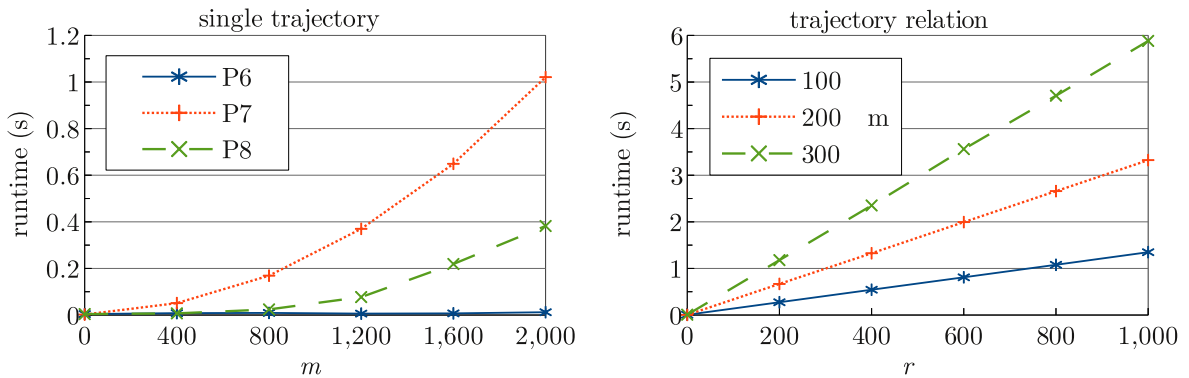 single trajectory
1.2
1
0.8
0.6
0.4
0.2
0
runtime (s)
P6
P7
P8
0 400 800 1,200 1,600 2,000
m
trajectory relation
6
5
4
3
2
1
0
runtime (s)
100
200 m
300
0 200 400 600 800 1,000
r